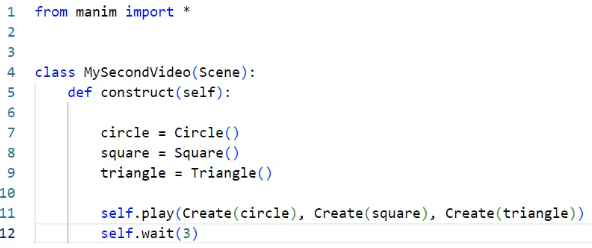 1 from manim import *
2
3
4 class MySecondVideo(Scene):
5     def construct(self):
6
7         circle = Circle()
8         square = Square()
9         triangle = Triangle()
10
11         self.play(Create(circle), Create(square), Create(triangle))
12         self.wait(3)